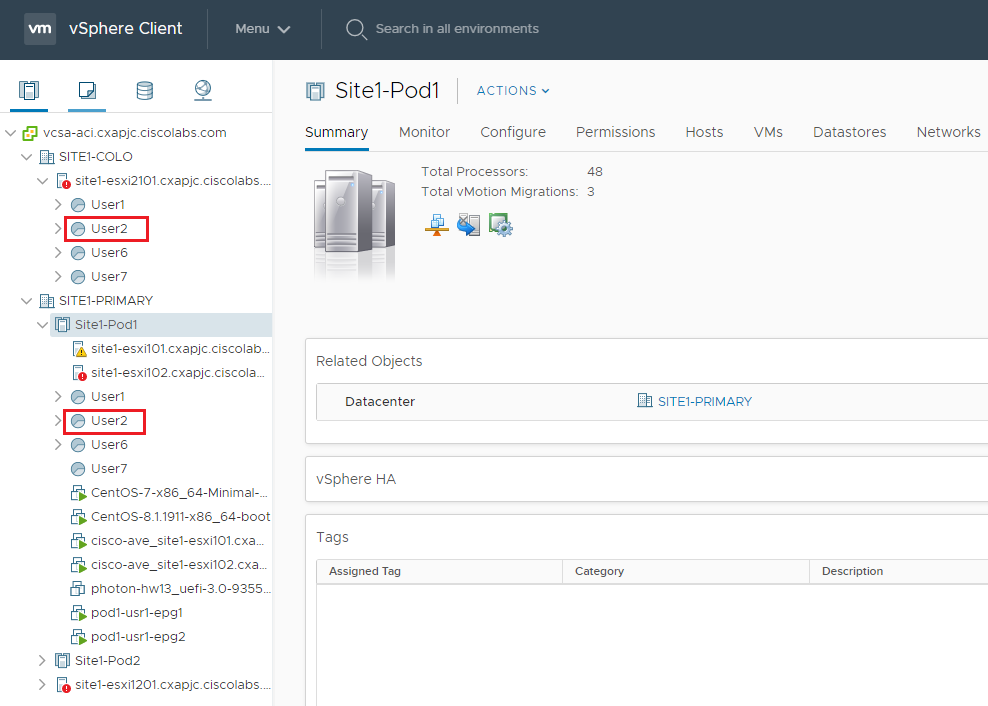 vm vSphere Client Menu Search in all environments
vcsa-aci.cxapjc.ciscolabs.com
SITE1-COLO
site1-esxi2101.cxapjc.ciscolabs....
User1
User2
User6
User7
SITE1-PRIMARY
Site1-Pod1
site1-esxi101.cxapjc.ciscolab...
site1-esxi102.cxapjc.ciscola...
User1
User2
User6
User7
CentOS-7-x86_64-Minimal-...
CentOS-8.1.1911-x86_64-boot
cisco-ave_site1-esxi101.cxa...
cisco-ave_site1-esxi102.cxa...
photon-hw13_uefi-3.0-9355...
pod1-usr1-epg1
pod1-usr1-epg2
Site1-Pod2
site1-esxi1201.cxapjc.ciscolabs....
Site1-Pod1 ACTIONS
Summary Monitor Configure Permissions Hosts VMs Datastores Networks
Total Processors: 48
Total vMotion Migrations: 3
Related Objects
Datacenter SITE1-PRIMARY
vSphere HA
Tags
Assigned Tag Category Description